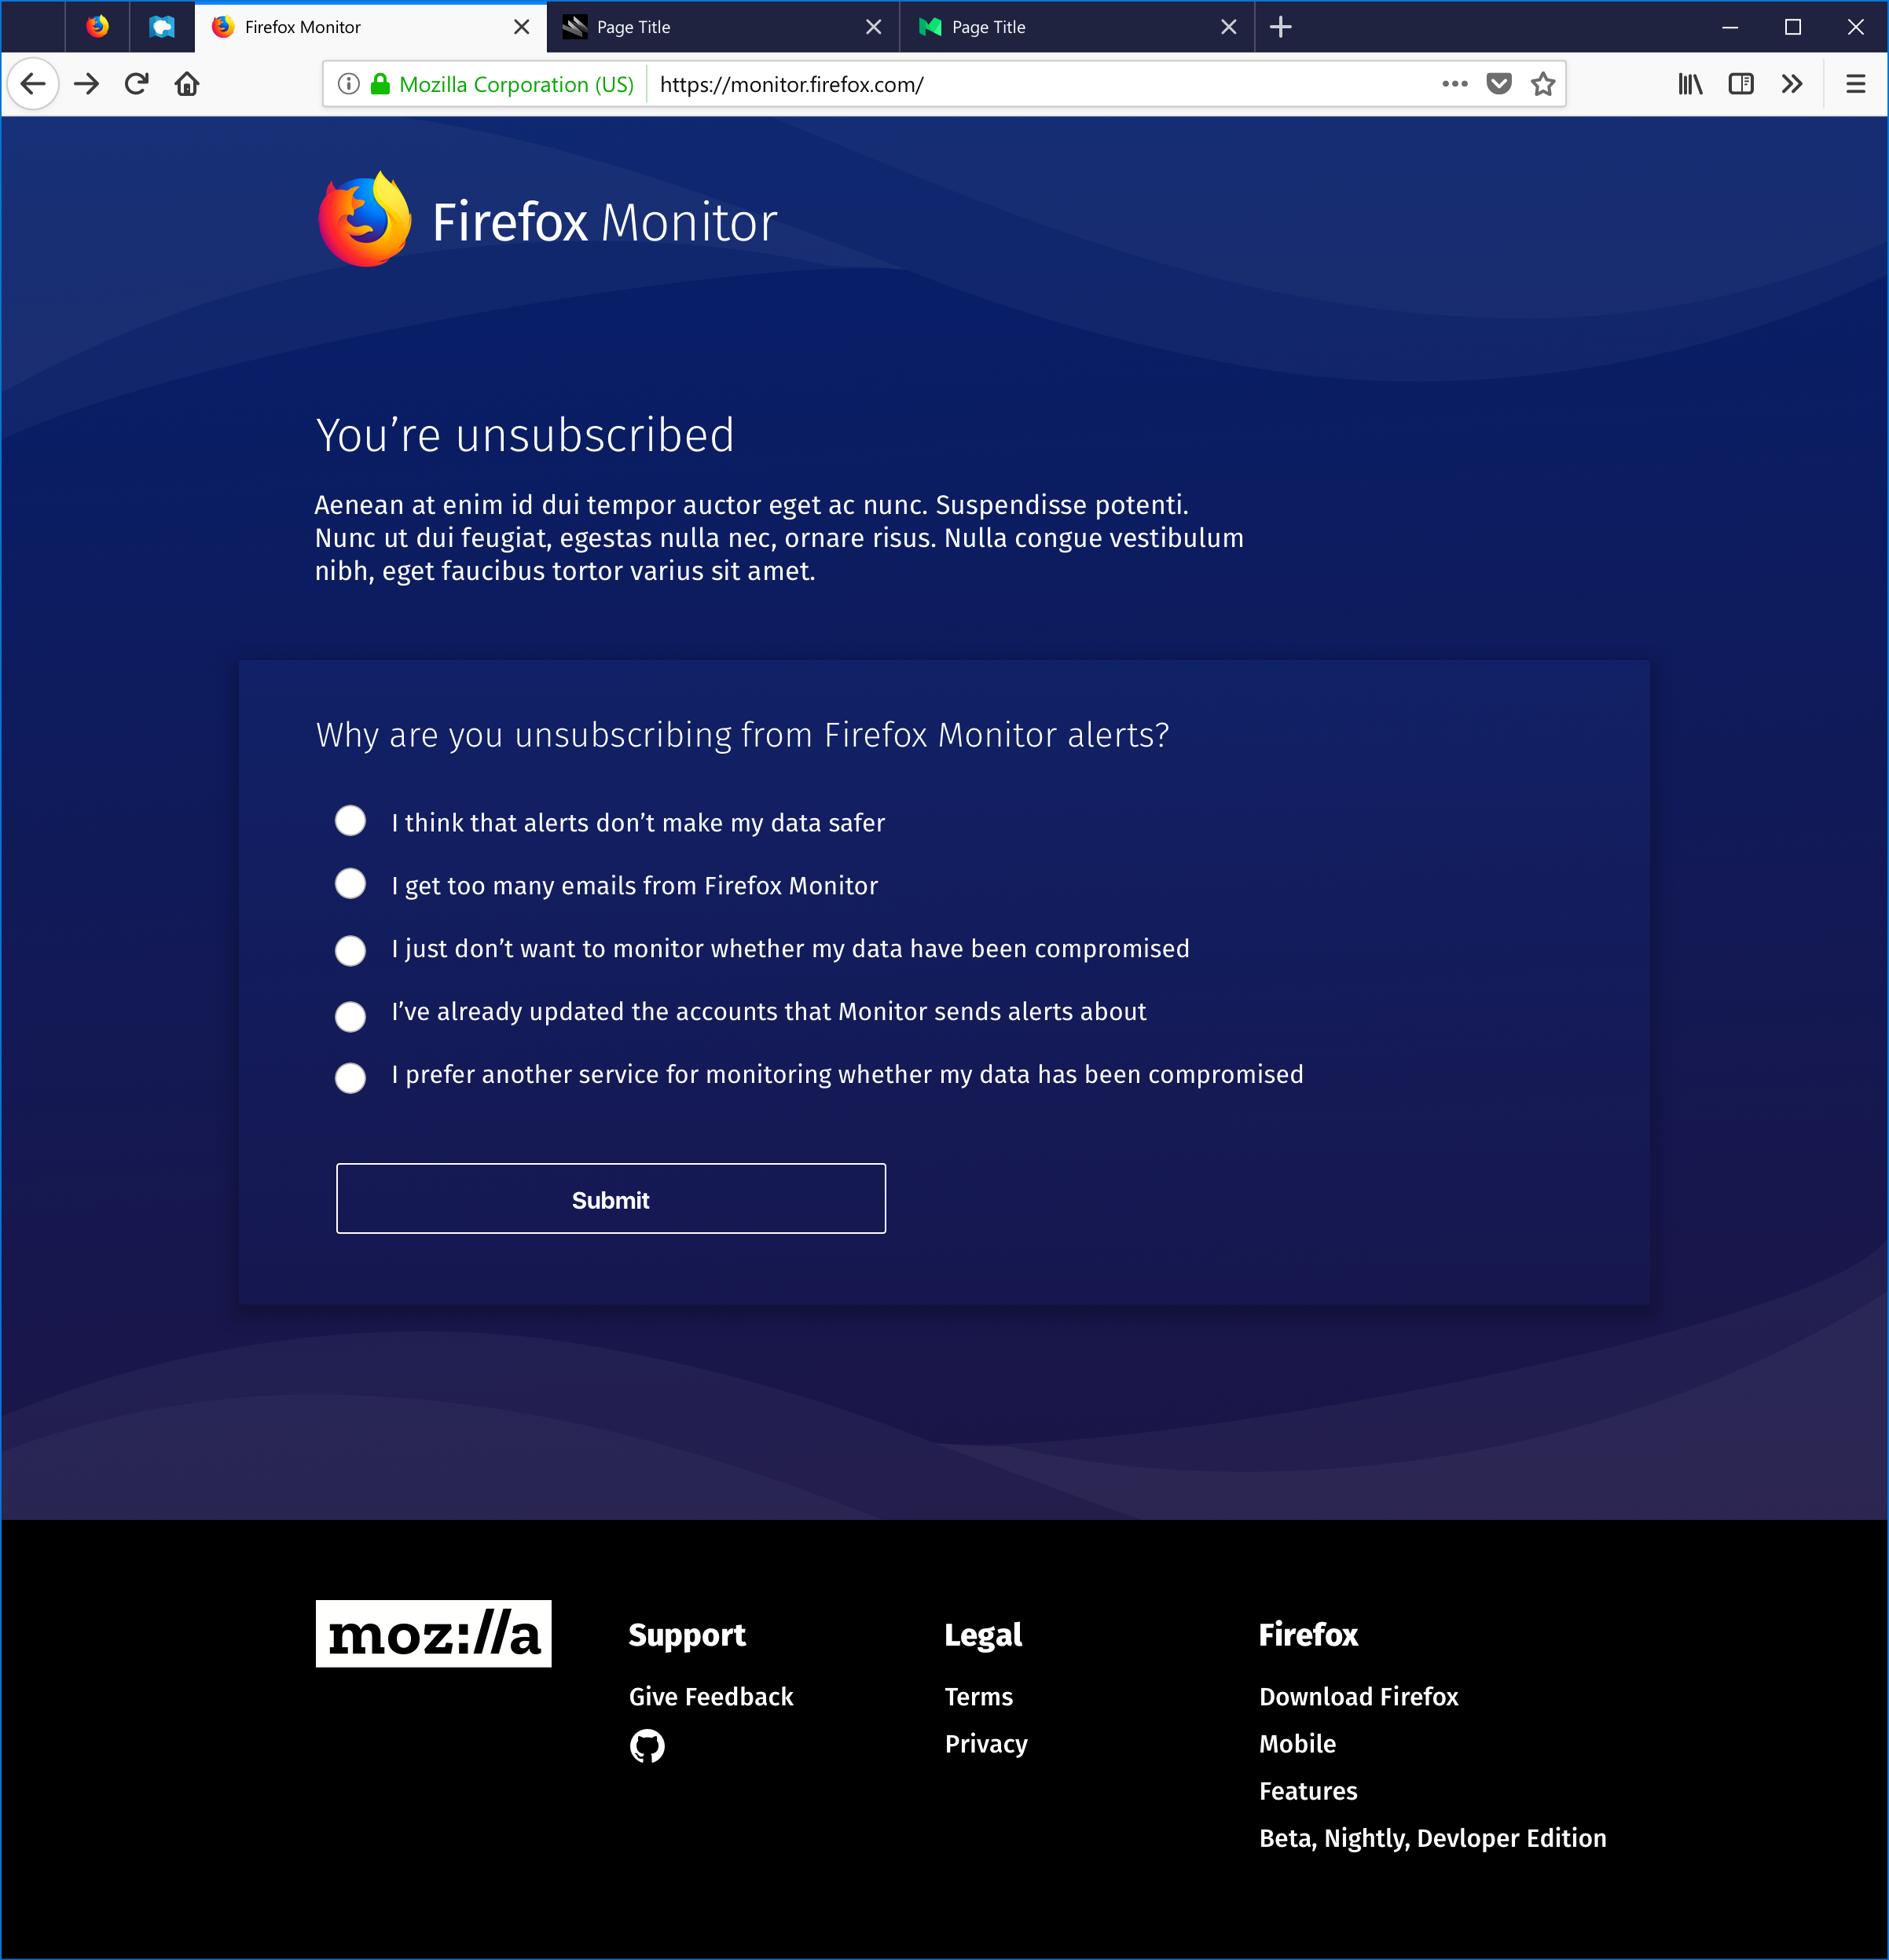 Firefox Monitor
Page Title
Page Title
Mozilla Corporation (US)
https://monitor.firefox.com/
Firefox Monitor
You’re unsubscribed
Aenean at enim id dui tempor auctor eget ac nunc. Suspendisse potenti.
Nunc ut dui feugiat, egestas nulla nec, ornare risus. Nulla congue vestibulum
nibh, eget faucibus tortor varius sit amet.
Why are you unsubscribing from Firefox Monitor alerts?
I think that alerts don’t make my data safer
I get too many emails from Firefox Monitor
I just don’t want to monitor whether my data have been compromised
I’ve already updated the accounts that Monitor sends alerts about
I prefer another service for monitoring whether my data has been compromised
Submit
moz://a
Support
Give Feedback
Legal
Terms
Privacy
Firefox
Download Firefox
Mobile
Features
Beta, Nightly, Devloper Edition